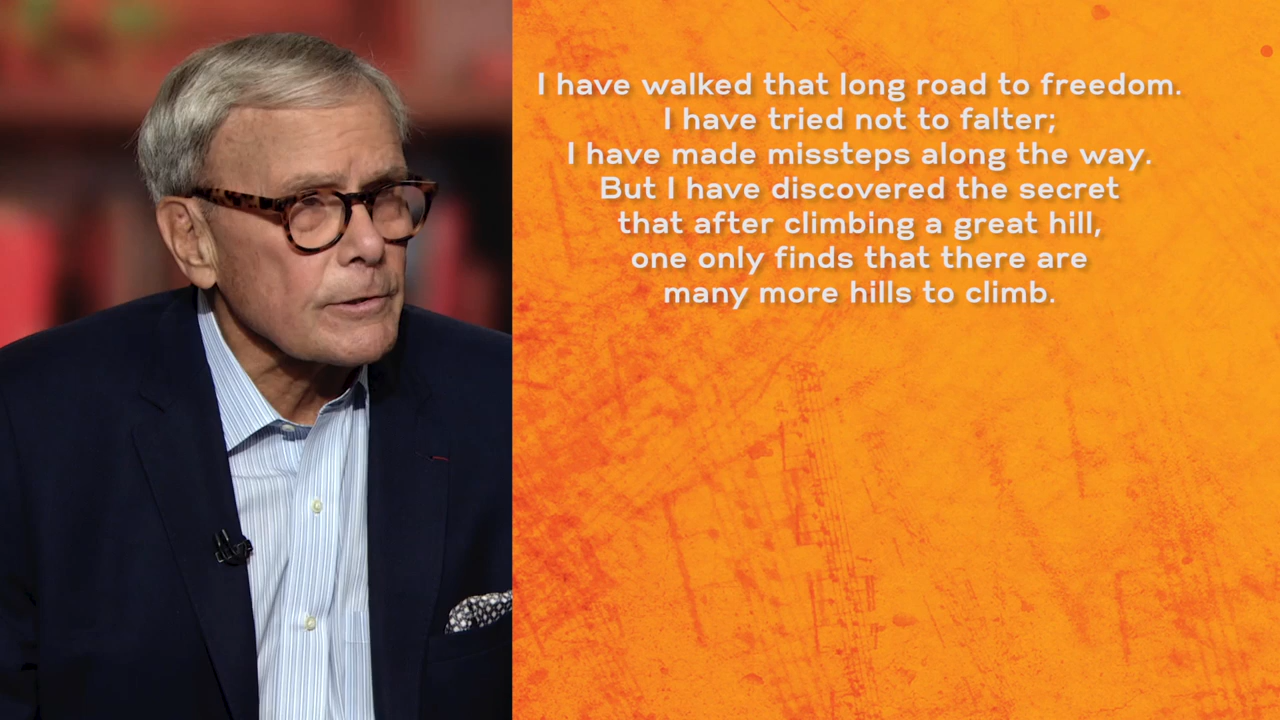 I have walked that long road to freedom.
I have tried not to falter;
I have made missteps along the way.
But I have discovered the secret
that after climbing a great hill,
one only finds that there are
many more hills to climb.